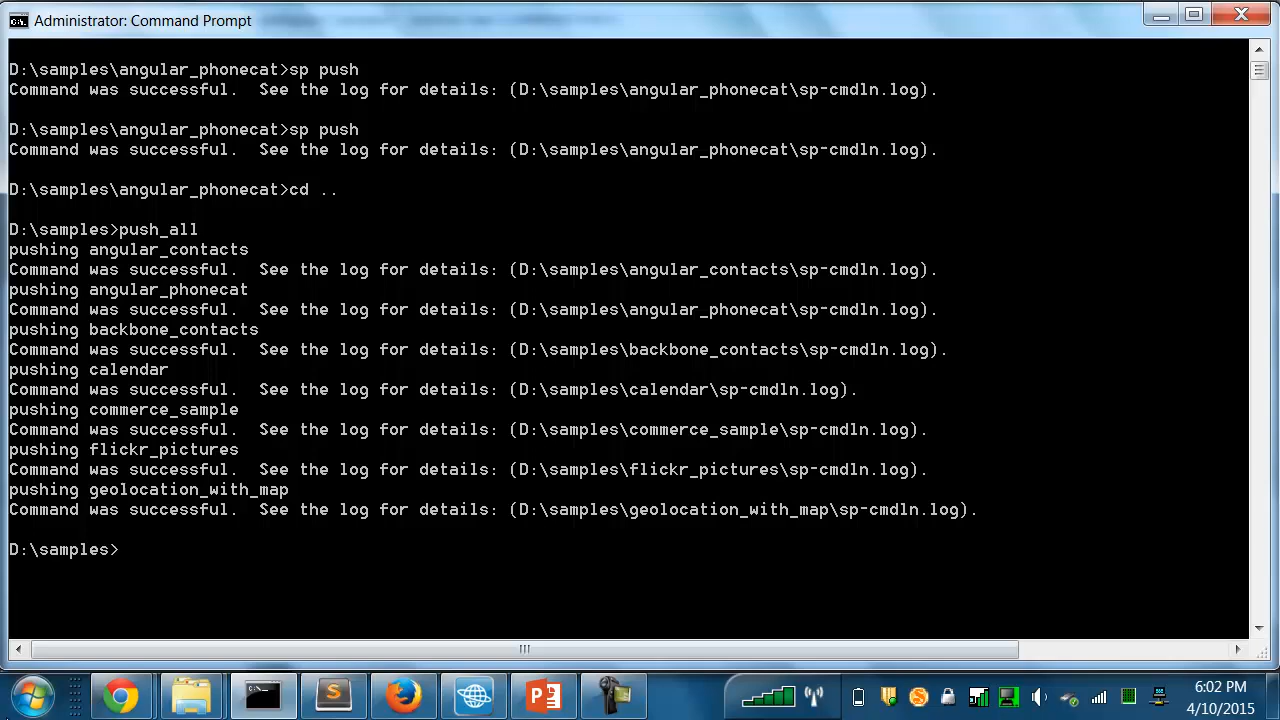 Administrator: Command Prompt
D:\samples\angular_phonecat>sp push
Command was successful.  See the log for details: (D:\samples\angular_phonecat\sp-cmdln.log).
D:\samples\angular_phonecat>sp push
Command was successful.  See the log for details: (D:\samples\angular_phonecat\sp-cmdln.log).
D:\samples\angular_phonecat>cd ..
D:\samples>push_all
pushing angular_contacts
Command was successful.  See the log for details: (D:\samples\angular_contacts\sp-cmdln.log).
pushing angular_phonecat
Command was successful.  See the log for details: (D:\samples\angular_phonecat\sp-cmdln.log).
pushing backbone_contacts
Command was successful.  See the log for details: (D:\samples\backbone_contacts\sp-cmdln.log).
pushing calendar
Command was successful.  See the log for details: (D:\samples\calendar\sp-cmdln.log).
pushing commerce_sample
Command was successful.  See the log for details: (D:\samples\commerce_sample\sp-cmdln.log).
pushing flickr_pictures
Command was successful.  See the log for details: (D:\samples\flickr_pictures\sp-cmdln.log).
pushing geolocation_with_map
Command was successful.  See the log for details: (D:\samples\geolocation_with_map\sp-cmdln.log).
D:\samples>
6:02 PM
4/10/2015